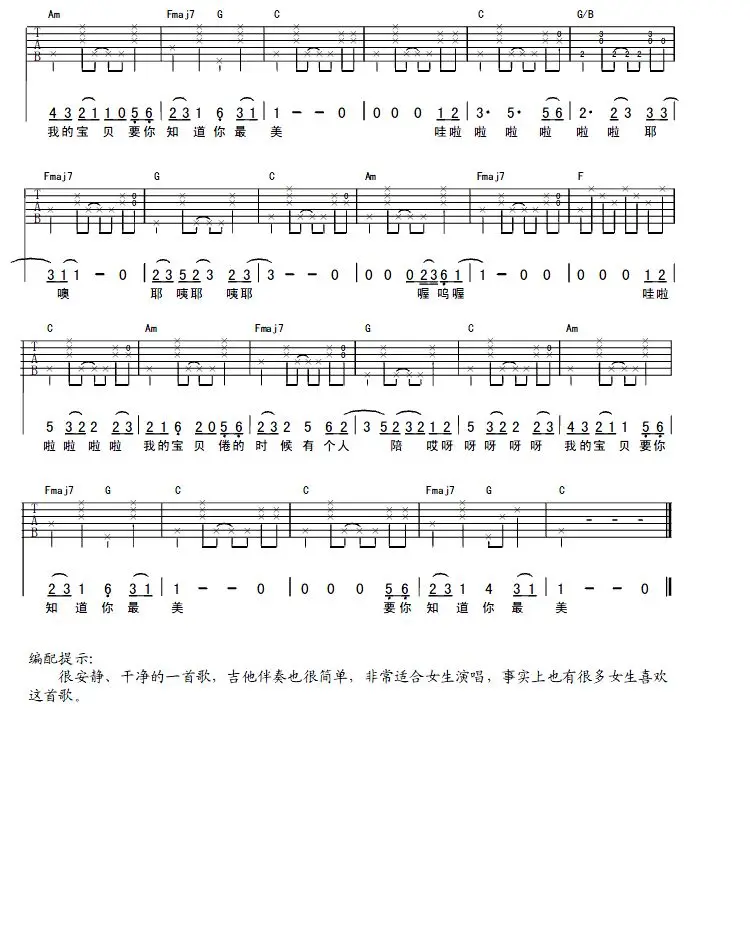 Am Fmaj7 G C C G/B
T A B
4 3 2 1 1 0 5 6 | 2 3 1 6 3 1 | 1 - - 0 | 0 0 0 1 2 | 3· 5· 5 6 | 2· 2 3 3 3 |
我的宝贝要你 知道你最 美 哇啦 啦啦啦 啦啦耶
Fmaj7 G C Am Fmaj7 F
T A B
3 1 1 - 0 | 2 3 5 2 3 2 3 | 3 - - 0 | 0 0 0 2 3 6 1 | 1 - - 0 | 0 0 0 1 2 |
噢 耶咦耶 咦耶 喔呜喔 哇啦
C Am Fmaj7 G C Am
T A B
5 3 2 2 2 3 | 2 1 6 2 0 5 6 | 2 3 2 5 6 2 | 3 5 2 3 2 1 2 | 5 3 2 2 2 3 | 4 3 2 1 1 5 6 |
啦啦啦啦 我的宝贝倦的 时候有个人 陪哎呀 呀呀呀呀 我的宝贝要你
Fmaj7 G C C Fmaj7 G C
T A B
2 3 1 6 3 1 | 1 - - 0 | 0 0 0 5 6 | 2 3 1 4 3 1 | 1 - - 0
知道你最 美 要你 知道你最 美
编配提示:
很安静、干净的一首歌，吉他伴奏也很简单，非常适合女生演唱，事实上也有很多女生喜欢
这首歌。